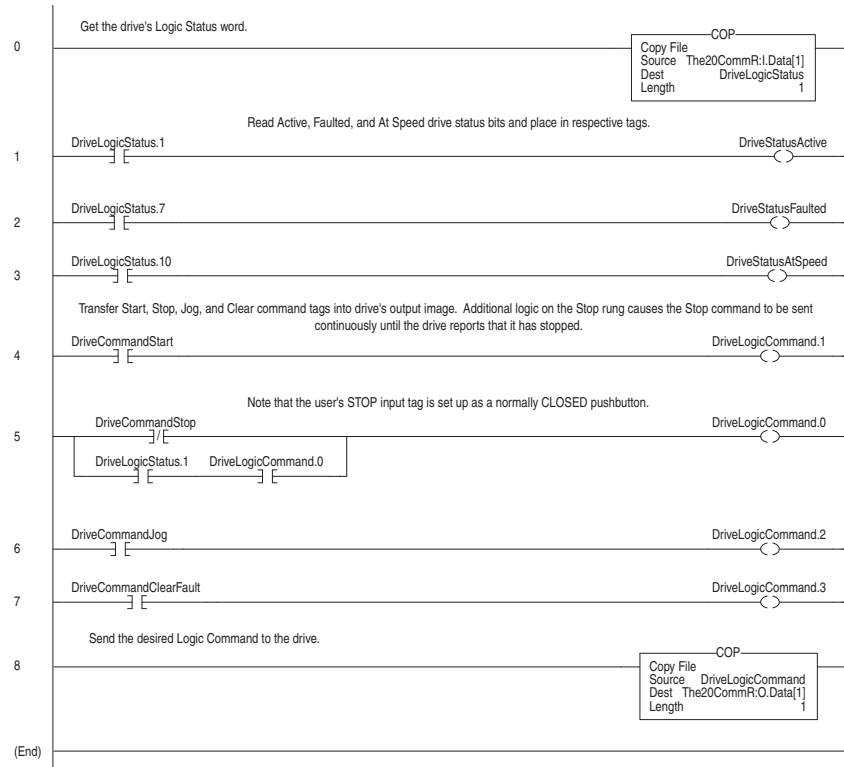 Get the drive's Logic Status word.
0
COP
Copy File
Source The20CommR:I.Data[1]
Dest DriveLogicStatus
Length 1
Read Active, Faulted, and At Speed drive status bits and place in respective tags.
DriveLogicStatus.1 DriveStatusActive
1
DriveLogicStatus.7 DriveStatusFaulted
2
DriveLogicStatus.10 DriveStatusAtSpeed
3
Transfer Start, Stop, Jog, and Clear command tags into drive's output image. Additional logic on the Stop rung causes the Stop command to be sent
continuously until the drive reports that it has stopped.
DriveCommandStart DriveLogicCommand.1
4
Note that the user's STOP input tag is set up as a normally CLOSED pushbutton.
DriveCommandStop DriveLogicCommand.0
5
DriveLogicStatus.1 DriveLogicCommand.0
DriveCommandJog DriveLogicCommand.2
6
DriveCommandClearFault DriveLogicCommand.3
7
Send the desired Logic Command to the drive.
8
COP
Copy File
Source DriveLogicCommand
Dest The20CommR:O.Data[1]
Length 1
(End)